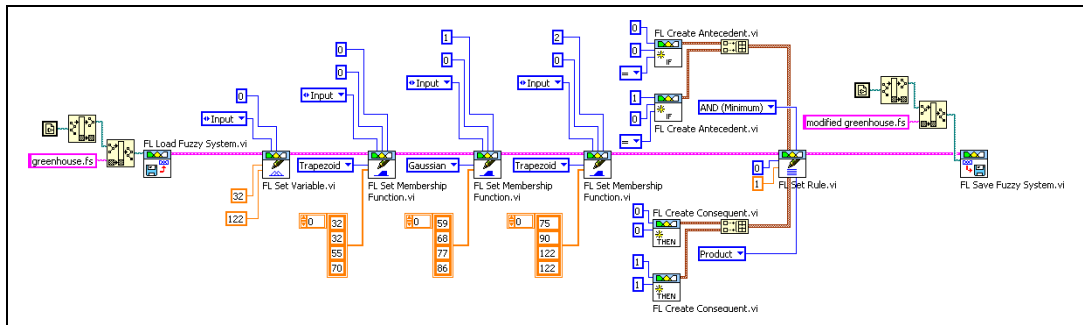 greenhouse.fs
FL Load Fuzzy System.vi
0
Input
32
122
FL Set Variable.vi
0
0
Input
Trapezoid
FL Set Membership
Function.vi
0
32
32
55
70
1
0
Input
Gaussian
FL Set Membership
Function.vi
0
59
68
77
86
2
0
Input
Trapezoid
FL Set Membership
Function.vi
0
75
90
122
122
FL Create Antecedent.vi
0
0
=
IF
1
0
=
IF
FL Create Antecedent.vi
AND (Minimum)
0
1
FL Set Rule.vi
FL Create Consequent.vi
0
0
THEN
Product
1
1
THEN
FL Create Consequent.vi
modified greenhouse.fs
FL Save Fuzzy System.vi